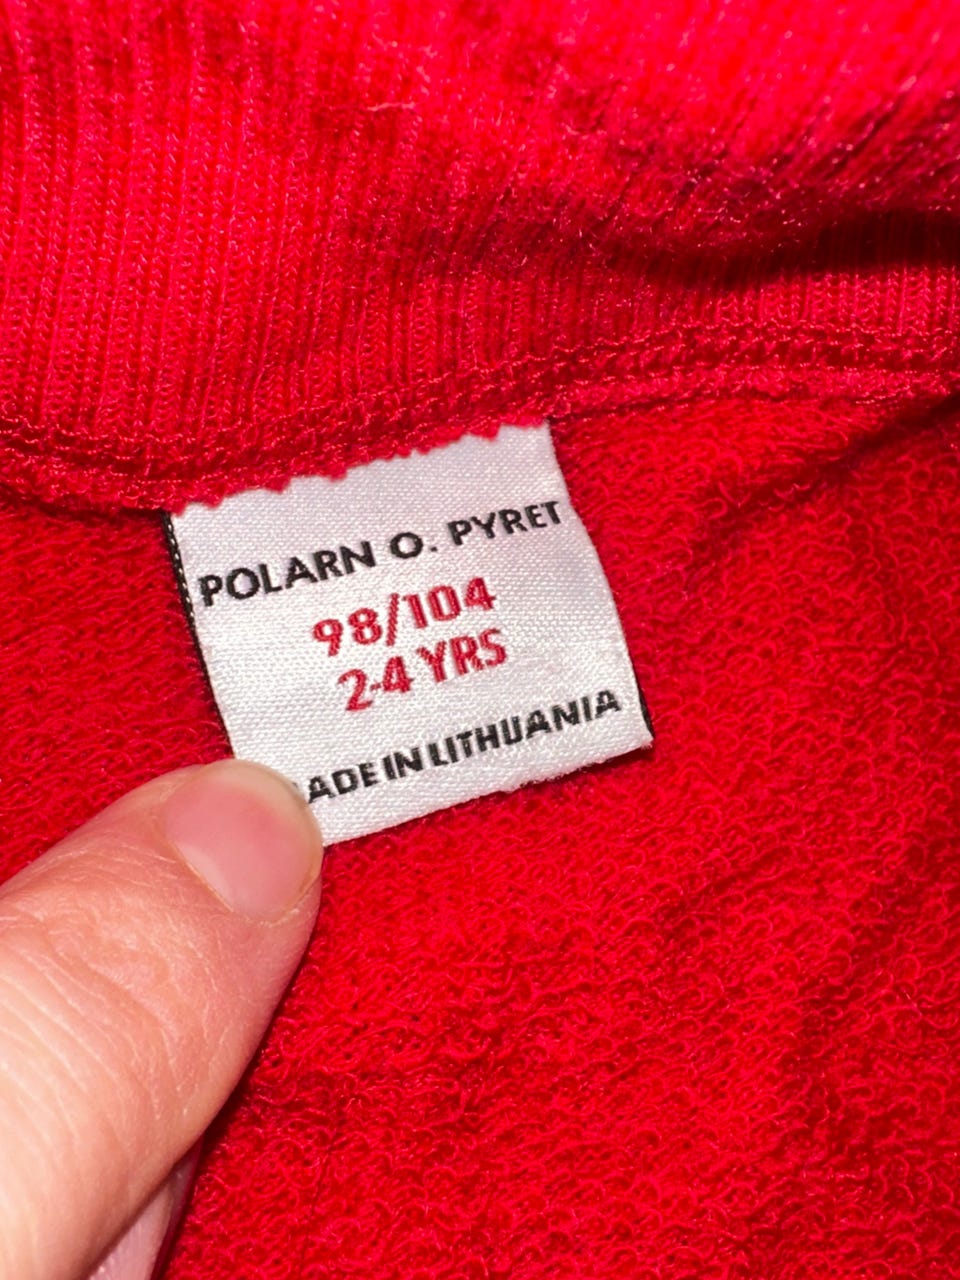 POLARN O. PYRET
98/104
2-4 YRS
ADE IN LITHUANIA